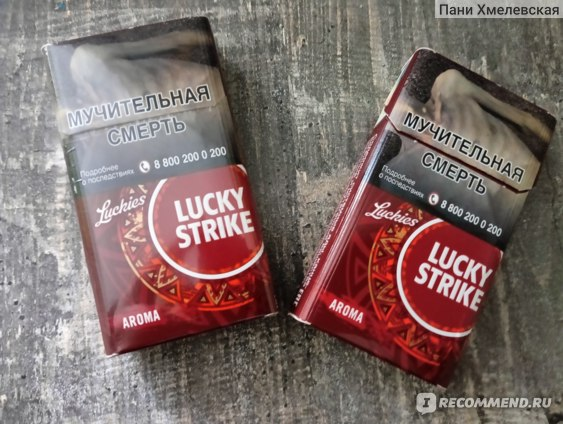 Пани Хмелевская
МУЧИТЕЛЬНАЯ
СМЕРТЬ
Подробнее
о последствиях 8 800 200 0 200
Luckies
LUCKY
STRIKE
AROMA
МУЧИТЕЛЬНАЯ
СМЕРТЬ
Подробнее
о последствиях 8 800 200 0 200
Luckies
LUCKY
STRIKE
AROMA
IRECOMMEND.RU